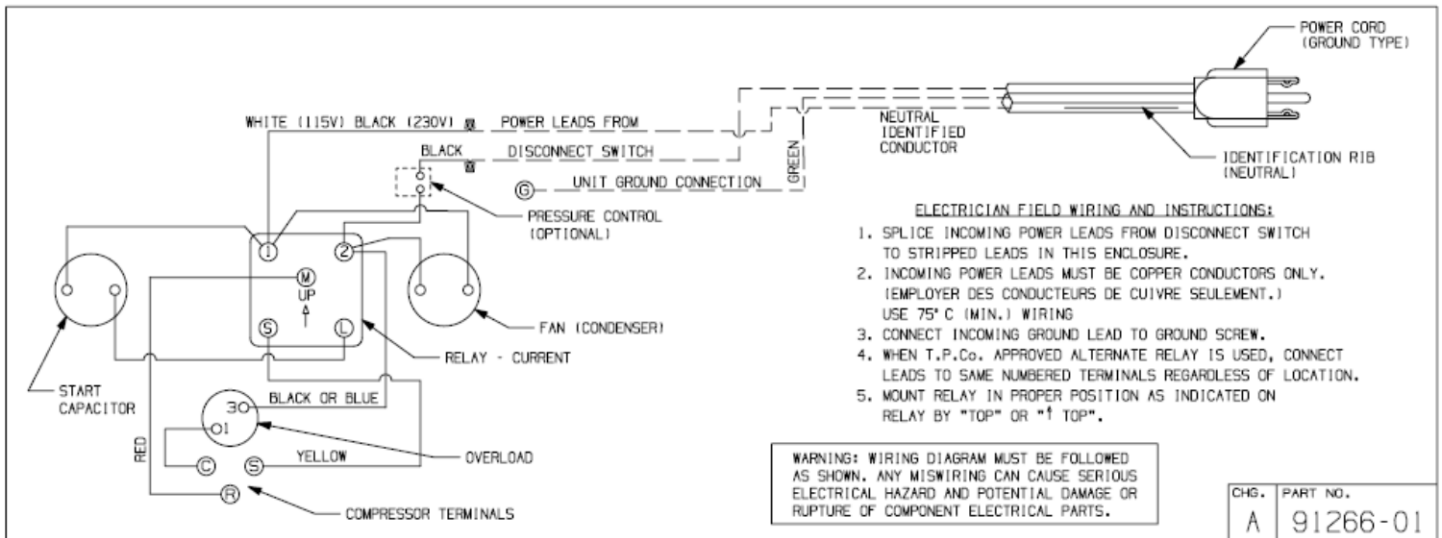 POWER CORD
(GROUND TYPE)
WHITE (115V) BLACK (230V)
POWER LEADS FROM
NEUTRAL
IDENTIFIED
CONDUCTOR
BLACK
DISCONNECT SWITCH
GREEN
IDENTIFICATION RIB
(NEUTRAL)
G
UNIT GROUND CONNECTION
PRESSURE CONTROL
(OPTIONAL)
1
2
M
UP
S
L
FAN (CONDENSER)
RELAY - CURRENT
START
CAPACITOR
BLACK OR BLUE
3
1
RED
C
S
YELLOW
OVERLOAD
R
COMPRESSOR TERMINALS
ELECTRICIAN FIELD WIRING AND INSTRUCTIONS:
1. SPLICE INCOMING POWER LEADS FROM DISCONNECT SWITCH
TO STRIPPED LEADS IN THIS ENCLOSURE.
2. INCOMING POWER LEADS MUST BE COPPER CONDUCTORS ONLY.
(EMPLOYER DES CONDUCTEURS DE CUIVRE SEULEMENT.)
USE 75° C (MIN.) WIRING
3. CONNECT INCOMING GROUND LEAD TO GROUND SCREW.
4. WHEN T.P.Co. APPROVED ALTERNATE RELAY IS USED, CONNECT
LEADS TO SAME NUMBERED TERMINALS REGARDLESS OF LOCATION.
5. MOUNT RELAY IN PROPER POSITION AS INDICATED ON
RELAY BY "TOP" OR "↑ TOP".
WARNING: WIRING DIAGRAM MUST BE FOLLOWED
AS SHOWN. ANY MISWIRING CAN CAUSE SERIOUS
ELECTRICAL HAZARD AND POTENTIAL DAMAGE OR
RUPTURE OF COMPONENT ELECTRICAL PARTS.
CHG.
A
PART NO.
91266-01